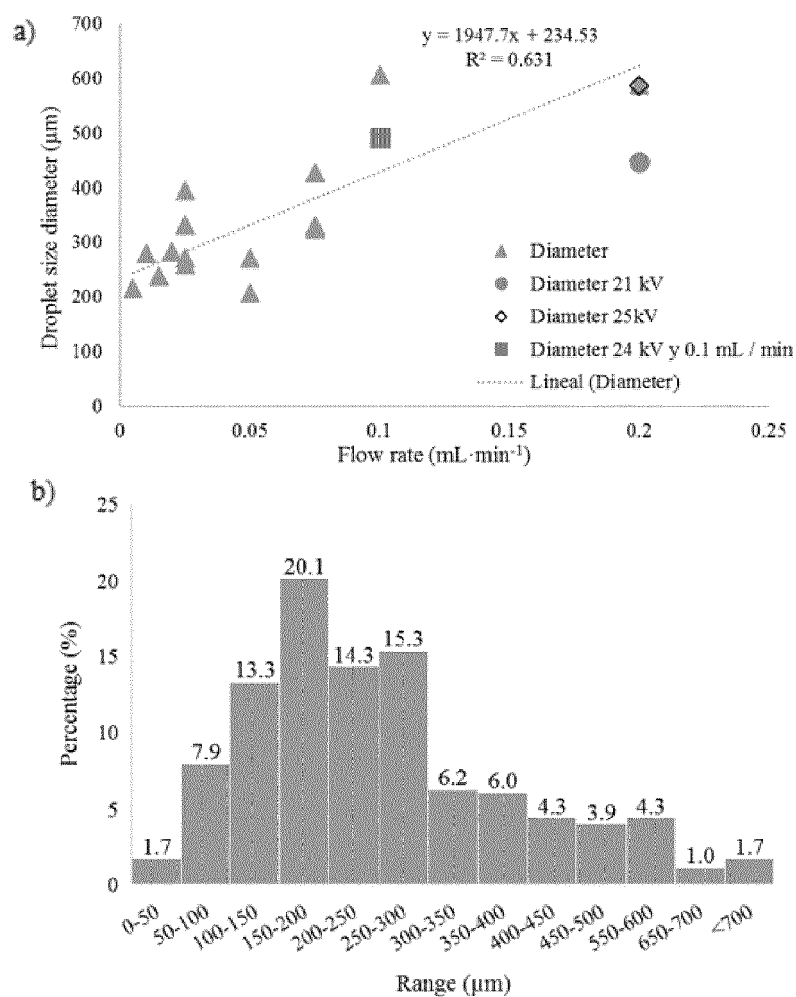 a)
y = 1947.7x + 234.53
R² = 0.631
Droplet size diameter (µm)
700
600
500
400
300
200
100
0
Diameter
Diameter 21 kV
Diameter 25kV
Diameter 24 kV y 0.1 mL / min
Lineal (Diameter)
0 0.05 0.1 0.15 0.2 0.25
Flow rate (mL·min⁻¹)
b)
Percentage (%)
25
20
15
10
5
0
1.7 7.9 13.3 20.1 14.3 15.3 6.2 6.0 4.3 3.9 4.3 1.0 1.7
0-50 50-100 100-150 150-200 200-250 250-300 300-350 350-400 400-450 450-500 550-600 650-700 <700
Range (µm)